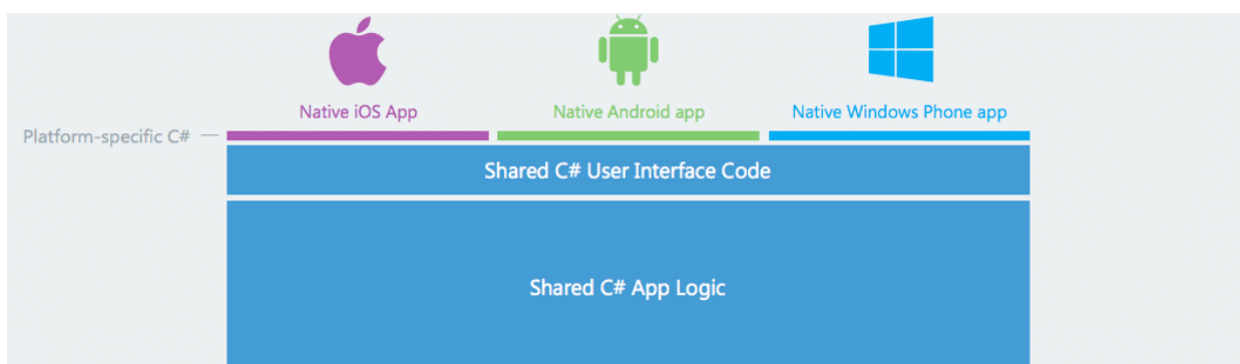 Native iOS App
Native Android app
Native Windows Phone app
Platform-specific C#
Shared C# User Interface Code
Shared C# App Logic